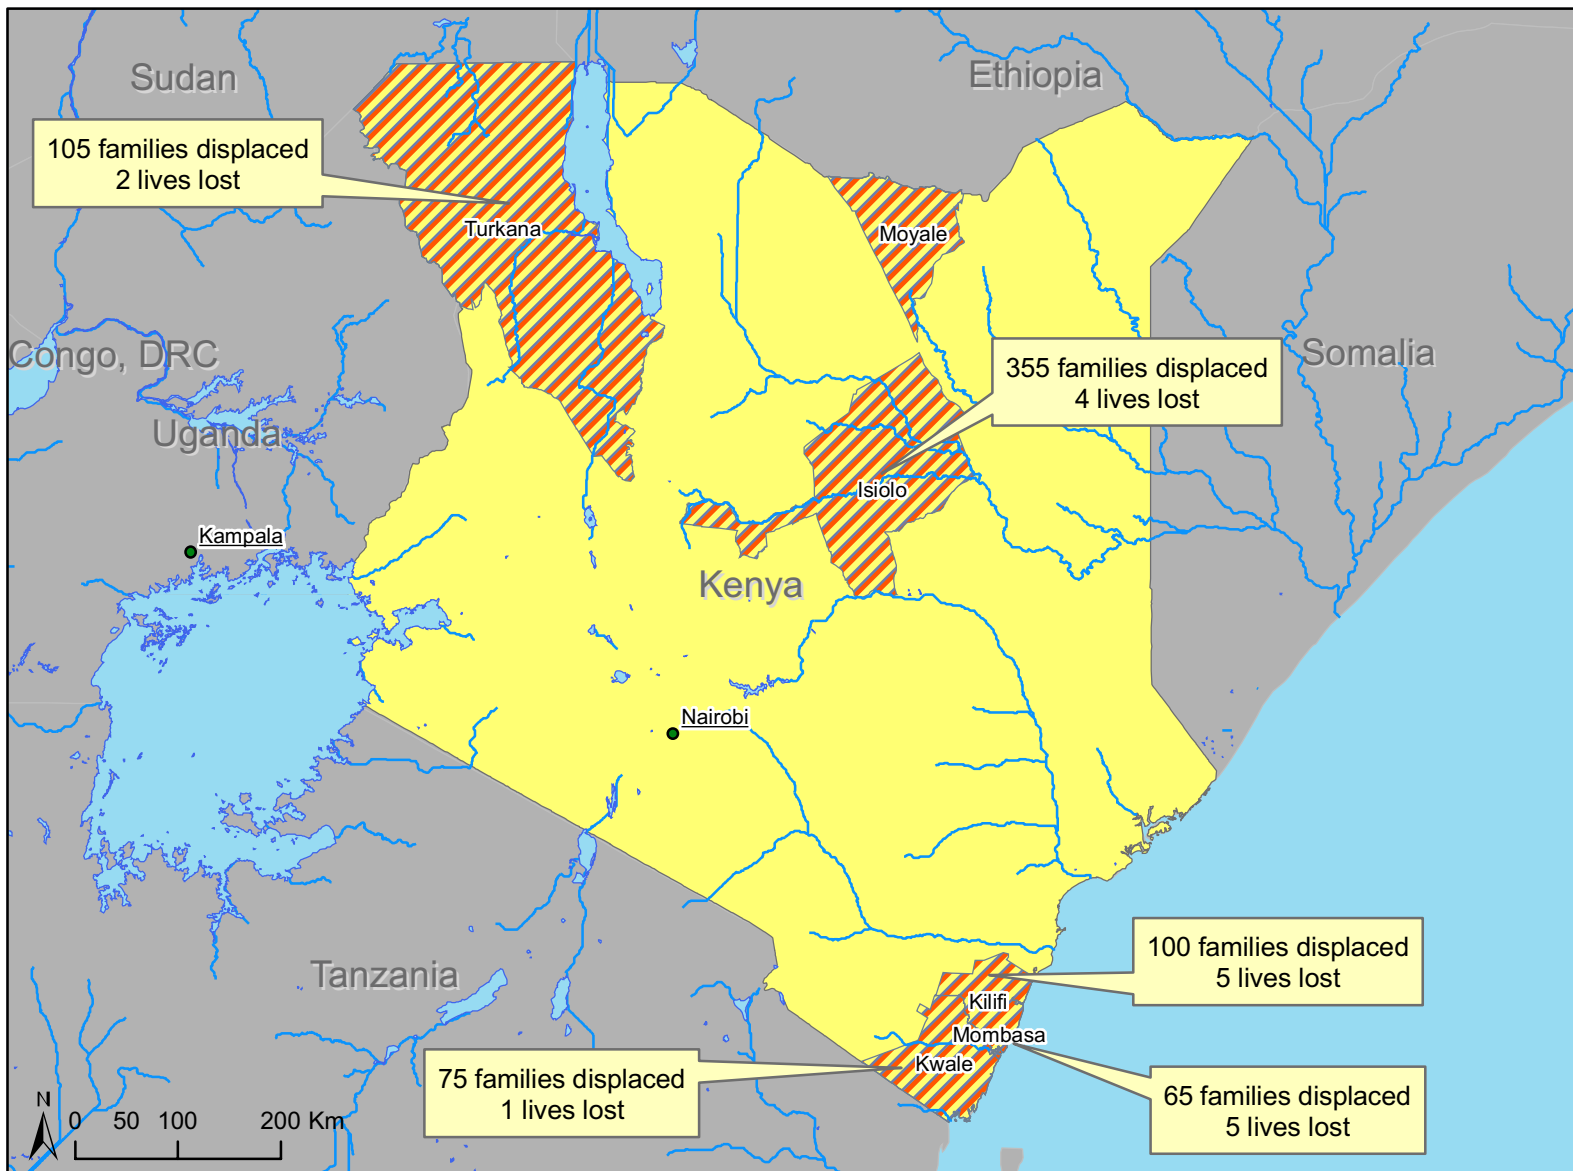 Sudan
Ethiopia
105 families displaced
2 lives lost
Turkana
Moyale
Congo, DRC
Somalia
355 families displaced
4 lives lost
Uganda
Isiolo
Kampala
Kenya
Nairobi
100 families displaced
5 lives lost
Tanzania
Kilifi
Mombasa
Kwale
75 families displaced
1 lives lost
65 families displaced
5 lives lost
N
0 50 100 200 Km